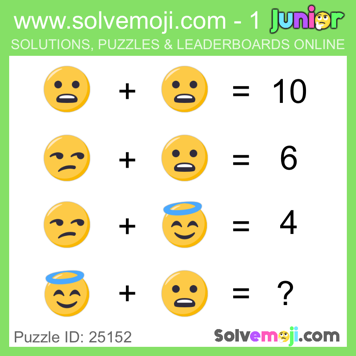 www.solvemoji.com - 1 junior
SOLUTIONS, PUZZLES & LEADERBOARDS ONLINE
+ = 10
+ = 6
+ = 4
+ = ?
Puzzle ID: 25152 Solvemoji.com